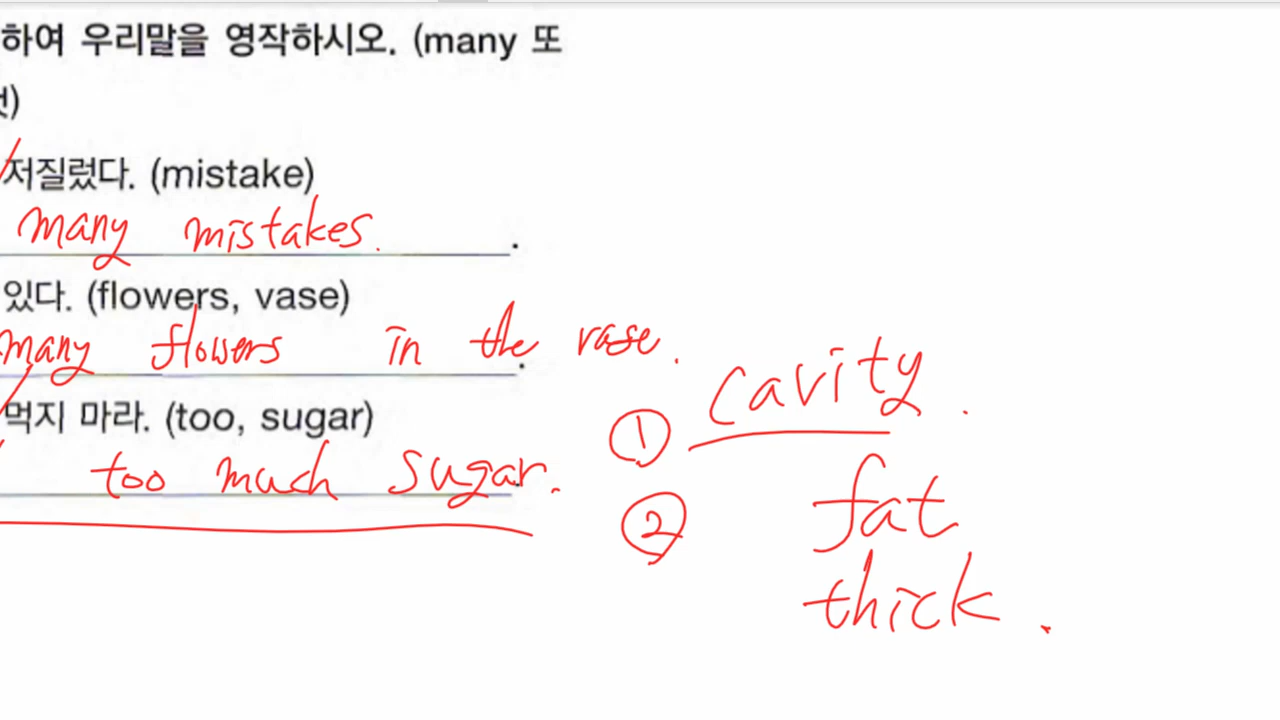 하여 우리말을 영작하시오. (many 또
것)
저질렀다. (mistake)
many mistakes. .
있다. (flowers, vase)
many flowers in the vase. .
먹지 마라. (too, sugar)
too much sugar.
① cavity.
② fat
thick.